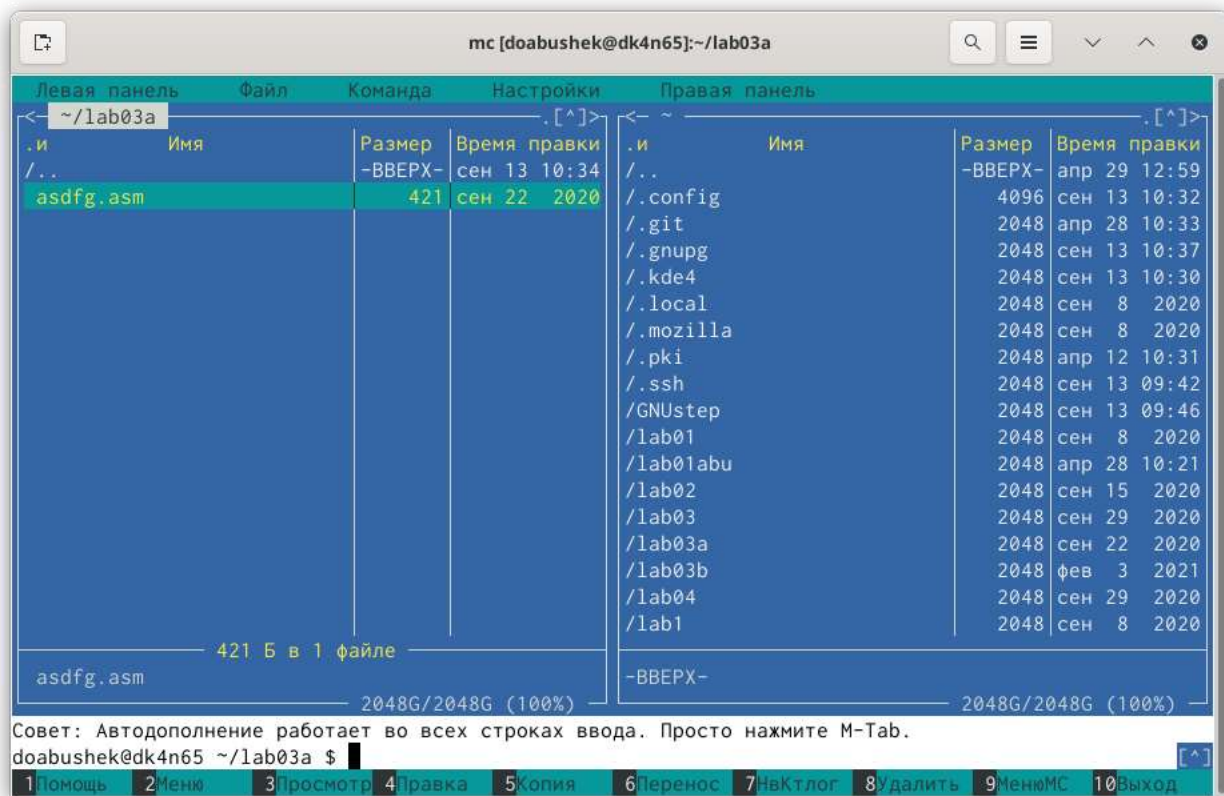 mc [doabushek@dk4n65]:~/lab03a
Левая панель Файл Команда Настройки Правая панель
<— ~/lab03a .[^]> <— ~ .[^]>
.и Имя Размер Время правки .и Имя Размер Время правки
/.. -ВВЕРХ- сен 13 10:34 /.. -ВВЕРХ- апр 29 12:59
asdfg.asm 421 сен 22 2020 /.config 4096 сен 13 10:32
/.git 2048 апр 28 10:33
/.gnupg 2048 сен 13 10:37
/.kde4 2048 сен 13 10:30
/.local 2048 сен 8 2020
/.mozilla 2048 сен 8 2020
/.pki 2048 апр 12 10:31
/.ssh 2048 сен 13 09:42
/GNUstep 2048 сен 13 09:46
/lab01 2048 сен 8 2020
/lab01abu 2048 апр 28 10:21
/lab02 2048 сен 15 2020
/lab03 2048 сен 29 2020
/lab03a 2048 сен 22 2020
/lab03b 2048 фев 3 2021
/lab04 2048 сен 29 2020
/lab1 2048 сен 8 2020
421 Б в 1 файле
asdfg.asm -ВВЕРХ-
2048G/2048G (100%) 2048G/2048G (100%)
Совет: Автодополнение работает во всех строках ввода. Просто нажмите M-Tab.
doabushek@dk4n65 ~/lab03a $ [^]
1Помощь 2Меню 3Просмотр 4Правка 5Копия 6Перенос 7НвКтлог 8Удалить 9МенюМС 10Выход